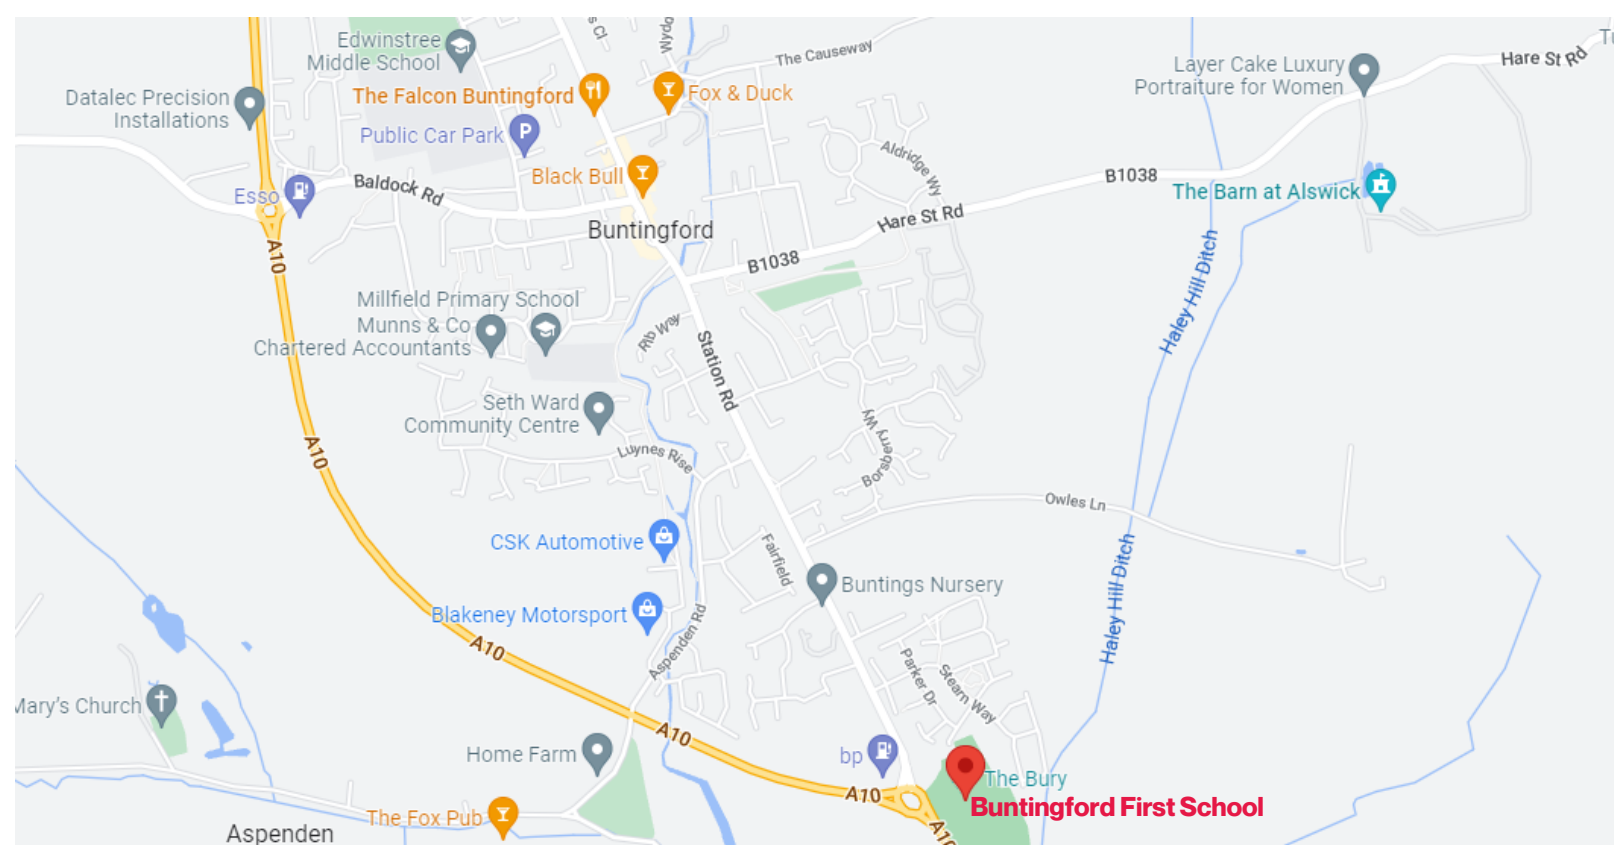 Edwinstree
Middle School
s Cl
The Causeway
Hare St Rd
Layer Cake Luxury
Portraiture for Women
Datalec Precision
Installations
The Falcon Buntingford
Fox & Duck
Public Car Park
P
Aldridge Wy
Black Bull
B1038
Baldock Rd
Esso
The Barn at Alswick
Hare St Rd
Buntingford
A10
B1038
Haley Hill Ditch
Millfield Primary School
Munns & Co
Chartered Accountants
Rib Way
Station Rd
Seth Ward
Community Centre
Borsberry Wy
A10
Luynes Rise
Owles Ln
CSK Automotive
Fairfield
Haley Hill Ditch
Buntings Nursery
Blakeney Motorsport
A10
Aspenden Rd
Parker Dr
Stearn Way
Mary's Church
A10
Home Farm
bp
The Bury
A10
Buntingford First School
The Fox Pub
A10
Aspenden